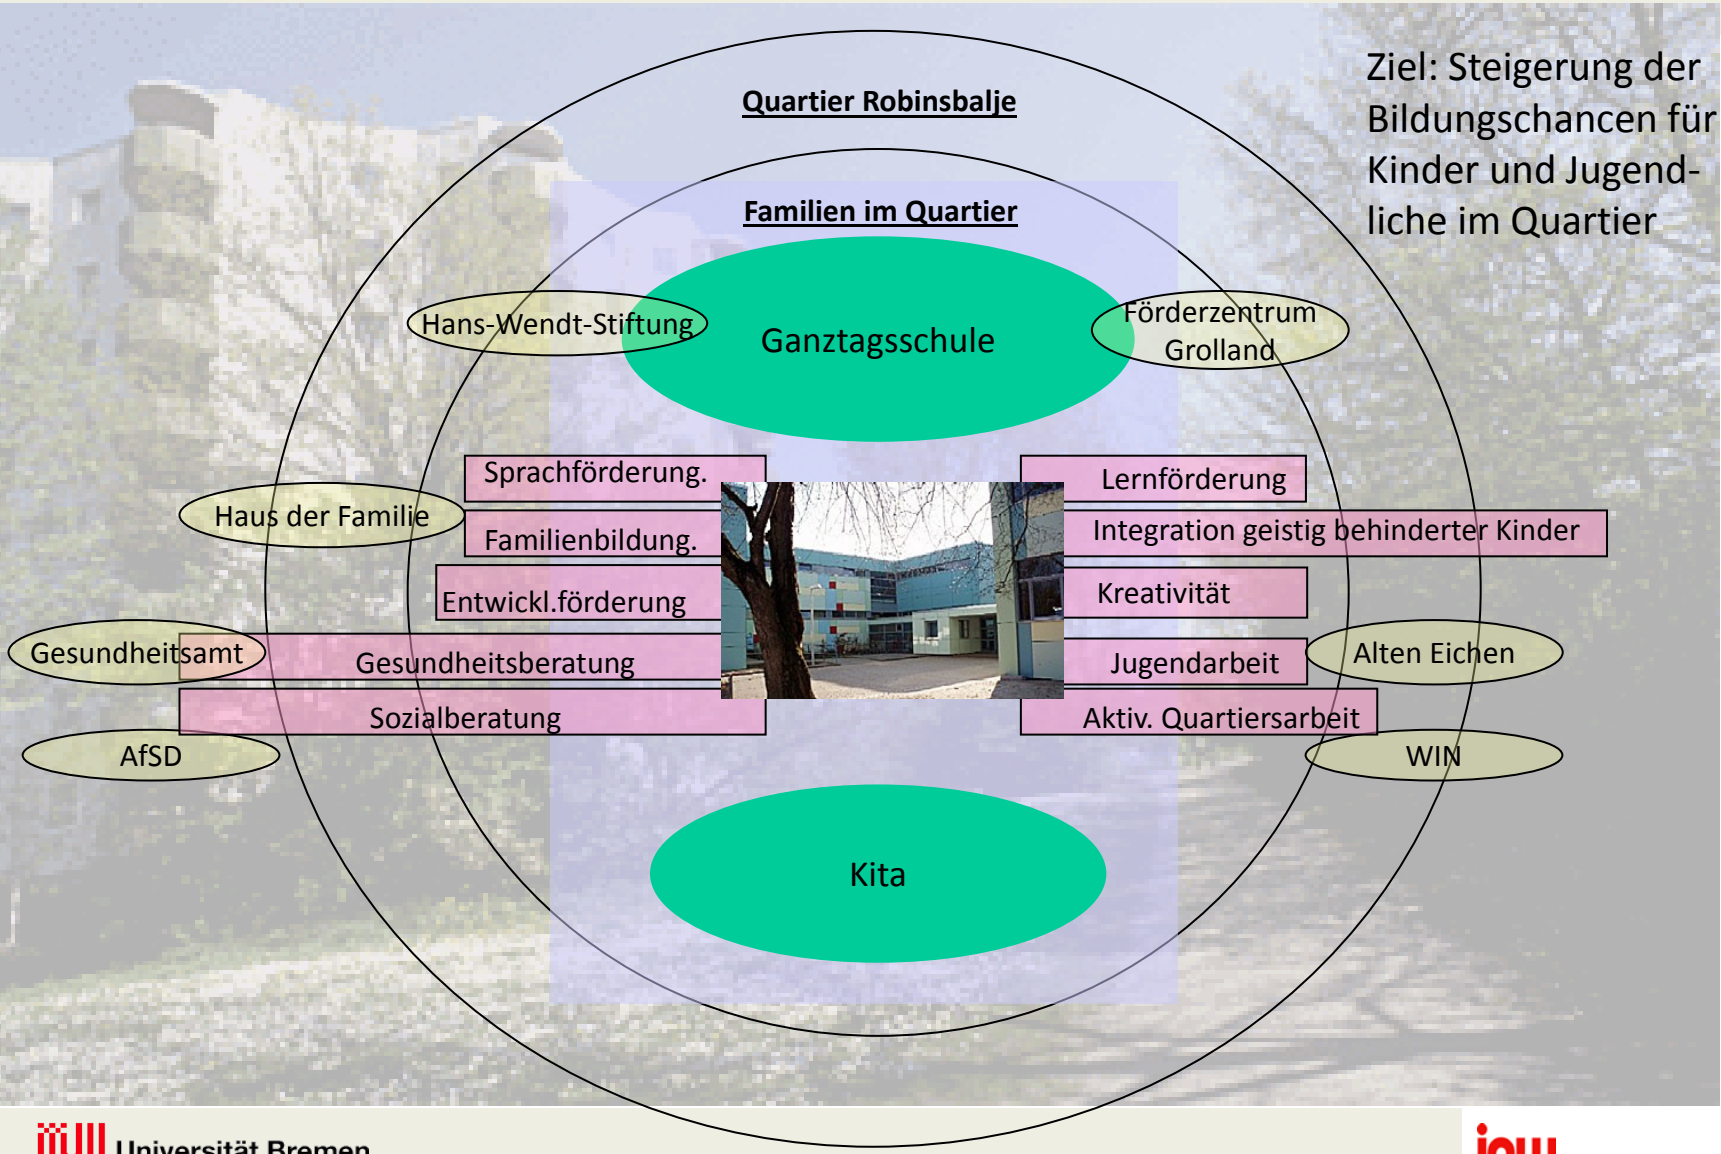 Quartier Robinsbalje
Ziel: Steigerung der
Bildungschancen für
Kinder und Jugend-
liche im Quartier
Familien im Quartier
Hans-Wendt-Stiftung
Ganztagsschule
Förderzentrum
Grolland
Sprachförderung.
Lernförderung
Haus der Familie
Familienbildung.
Integration geistig behinderter Kinder
Entwickl.förderung
Kreativität
Gesundheitsamt
Gesundheitsberatung
Jugendarbeit
Alten Eichen
Sozialberatung
Aktiv. Quartiersarbeit
AfSD
WIN
Kita
Universität Bremen